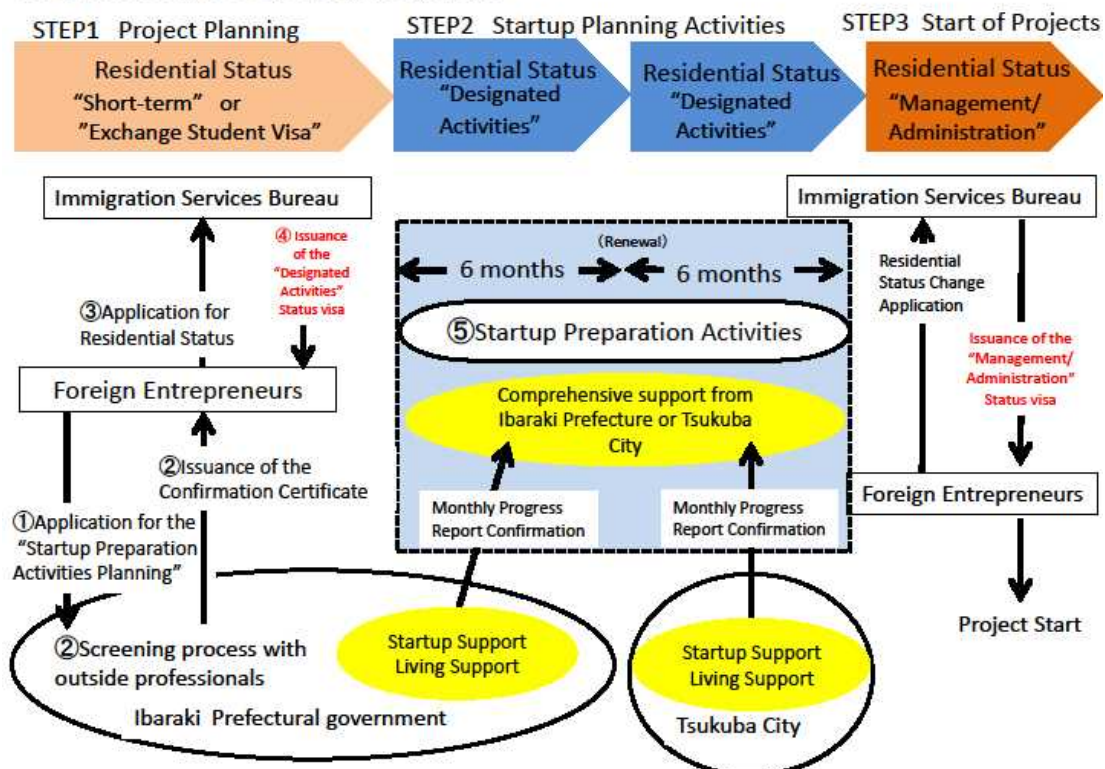 STEP1 Project Planning
STEP2 Startup Planning Activities
STEP3 Start of Projects
Residential Status
"Short-term" or
"Exchange Student Visa"
Residential Status
"Designated
Activities"
Residential Status
"Designated
Activities"
Residential Status
"Management/
Administration"
Immigration Services Bureau
④ Issuance
of the
"Designated
Activities"
Status visa
③Application for
Residential Status
Foreign Entrepreneurs
②Issuance of the
Confirmation Certificate
①Application for the
"Startup Preparation
Activities Planning"
②Screening process with
outside professionals
Ibaraki Prefectural government
Startup Support
Living Support
(Renewal)
6 months
6 months
⑤Startup Preparation Activities
Comprehensive support from
Ibaraki Prefecture or Tsukuba
City
Monthly Progress
Report Confirmation
Monthly Progress
Report Confirmation
Startup Support
Living Support
Tsukuba City
Immigration Services Bureau
Residential
Status Change
Application
Issuance of the
"Management/
Administration"
Status visa
Foreign Entrepreneurs
Project Start